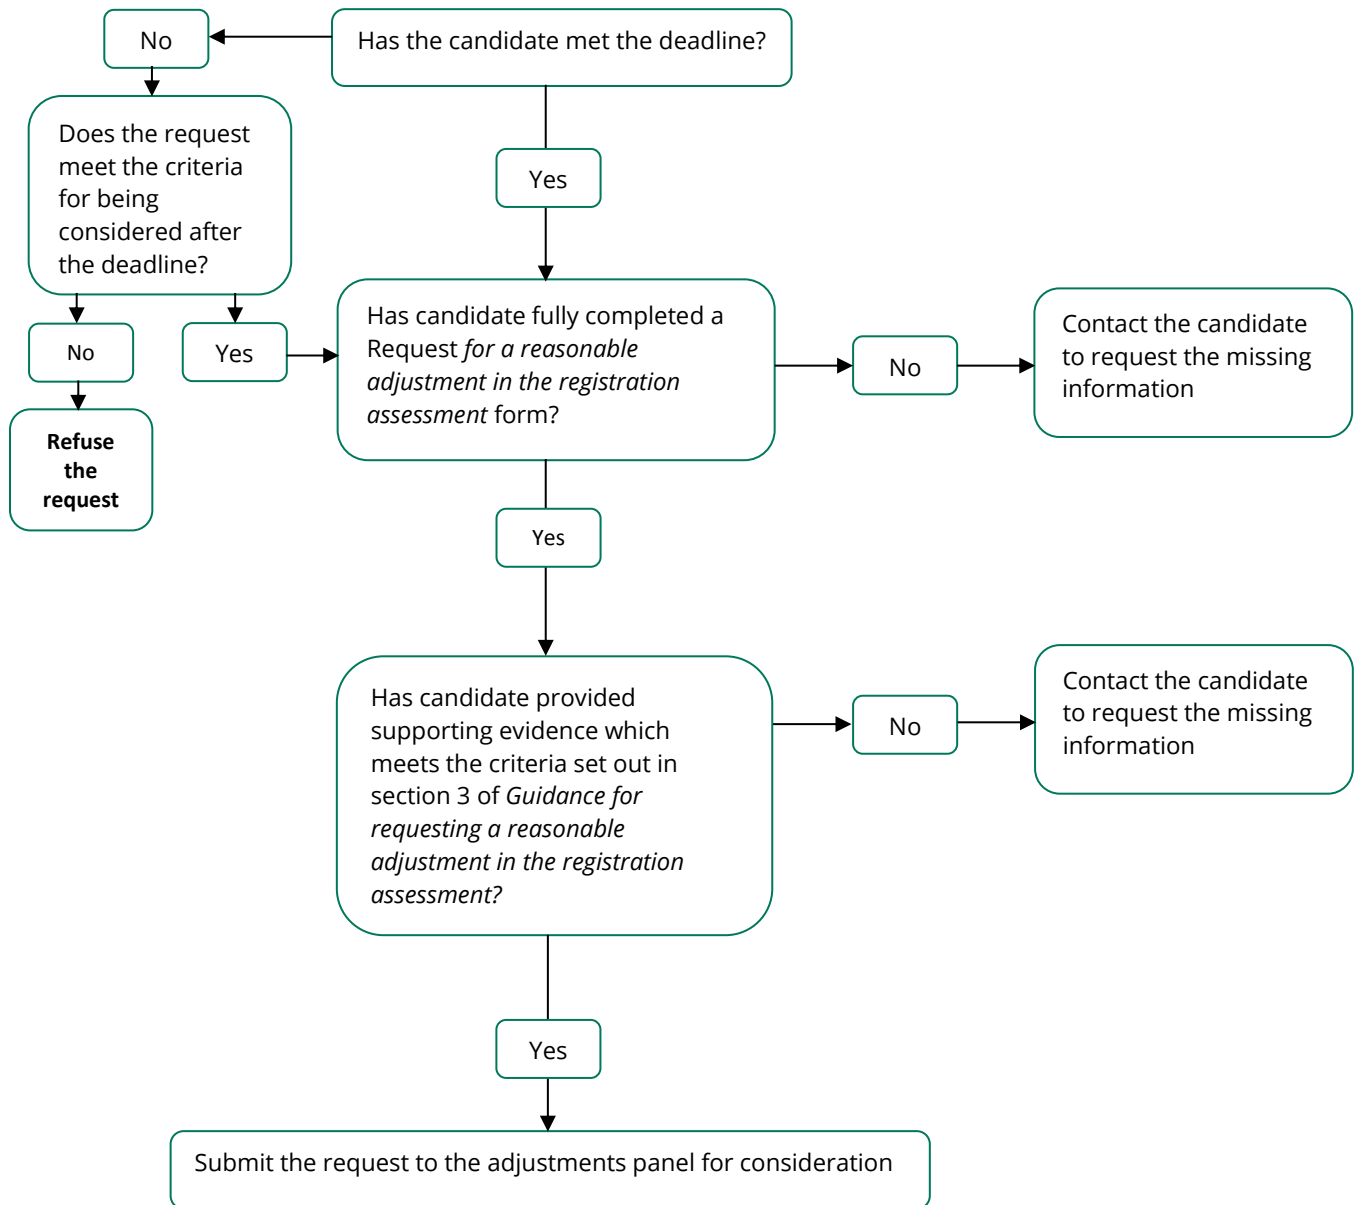 Has the candidate met the deadline?
No
Does the request
meet the criteria
for being
considered after
the deadline?
Yes
No
Yes
Refuse
the
request
Has candidate fully completed a
Request for a reasonable
adjustment in the registration
assessment form?
No
Contact the candidate
to request the missing
information
Yes
Has candidate provided
supporting evidence which
meets the criteria set out in
section 3 of Guidance for
requesting a reasonable
adjustment in the registration
assessment?
No
Contact the candidate
to request the missing
information
Yes
Submit the request to the adjustments panel for consideration